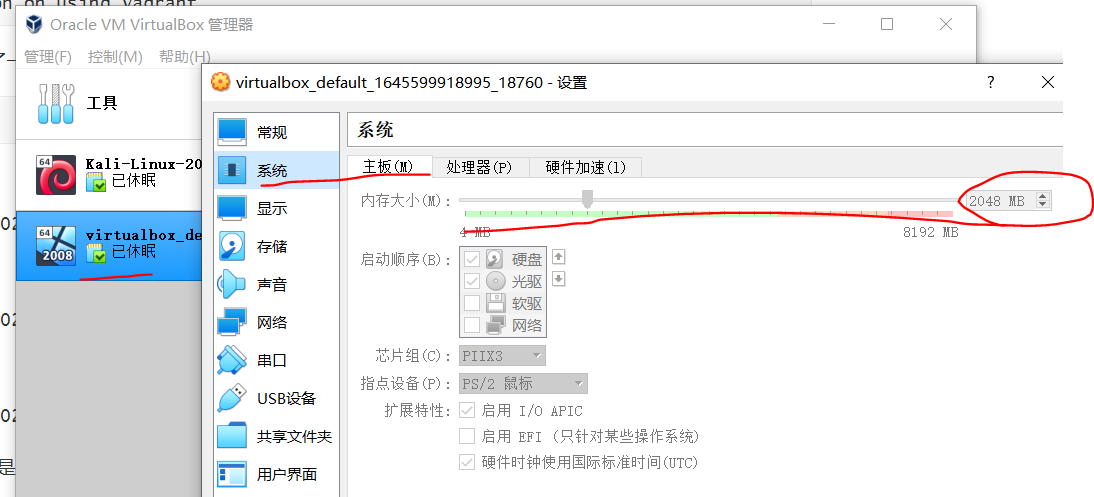 on on using vagrant
Oracle VM VirtualBox 管理器
管理(F) 控制(M) 帮助(H)
工具
64
Kali-Linux-20
已休眠
64
2008
virtualbox_de
已休眠
virtualbox_default_1645599918995_18760 - 设置
?
常规
系统
显示
存储
声音
网络
串口
USB设备
共享文件夹
用户界面
系统
主板(M) 处理器(P) 硬件加速(l)
内存大小(M): 2048 MB
4 MB 8192 MB
启动顺序(B): 硬盘
光驱
软驱
网络
芯片组(C): PIIX3
指点设备(P): PS/2 鼠标
扩展特性: 启用 I/O APIC
启用 EFI (只针对某些操作系统)
硬件时钟使用国际标准时间(UTC)
02
02
02
是